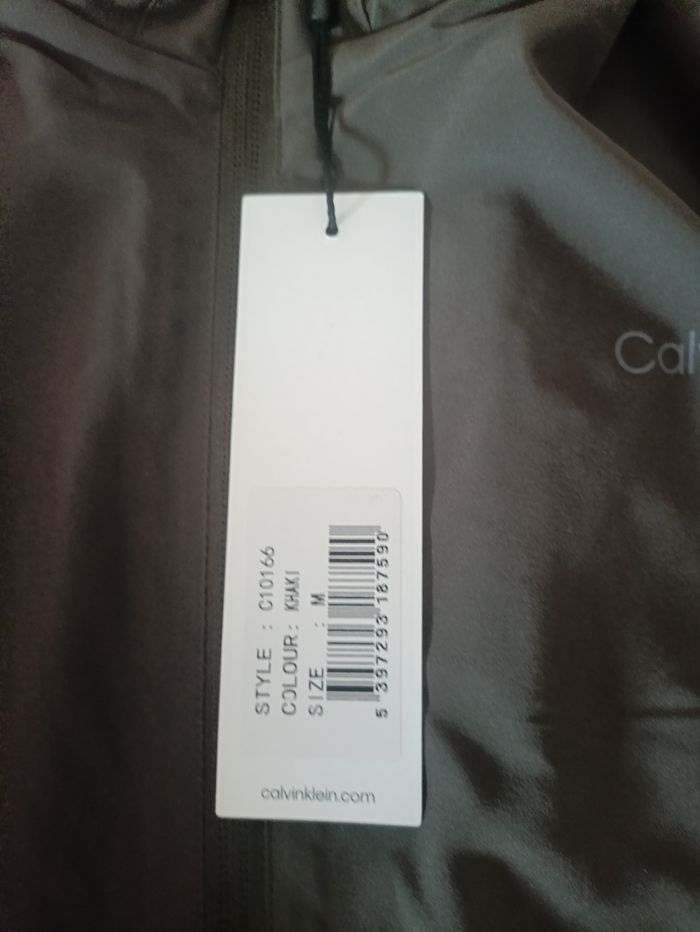 STYLE : C10166
COLOUR: KHAKI
SIZE : M
5 397293 187590
calvinklein.com
Cal